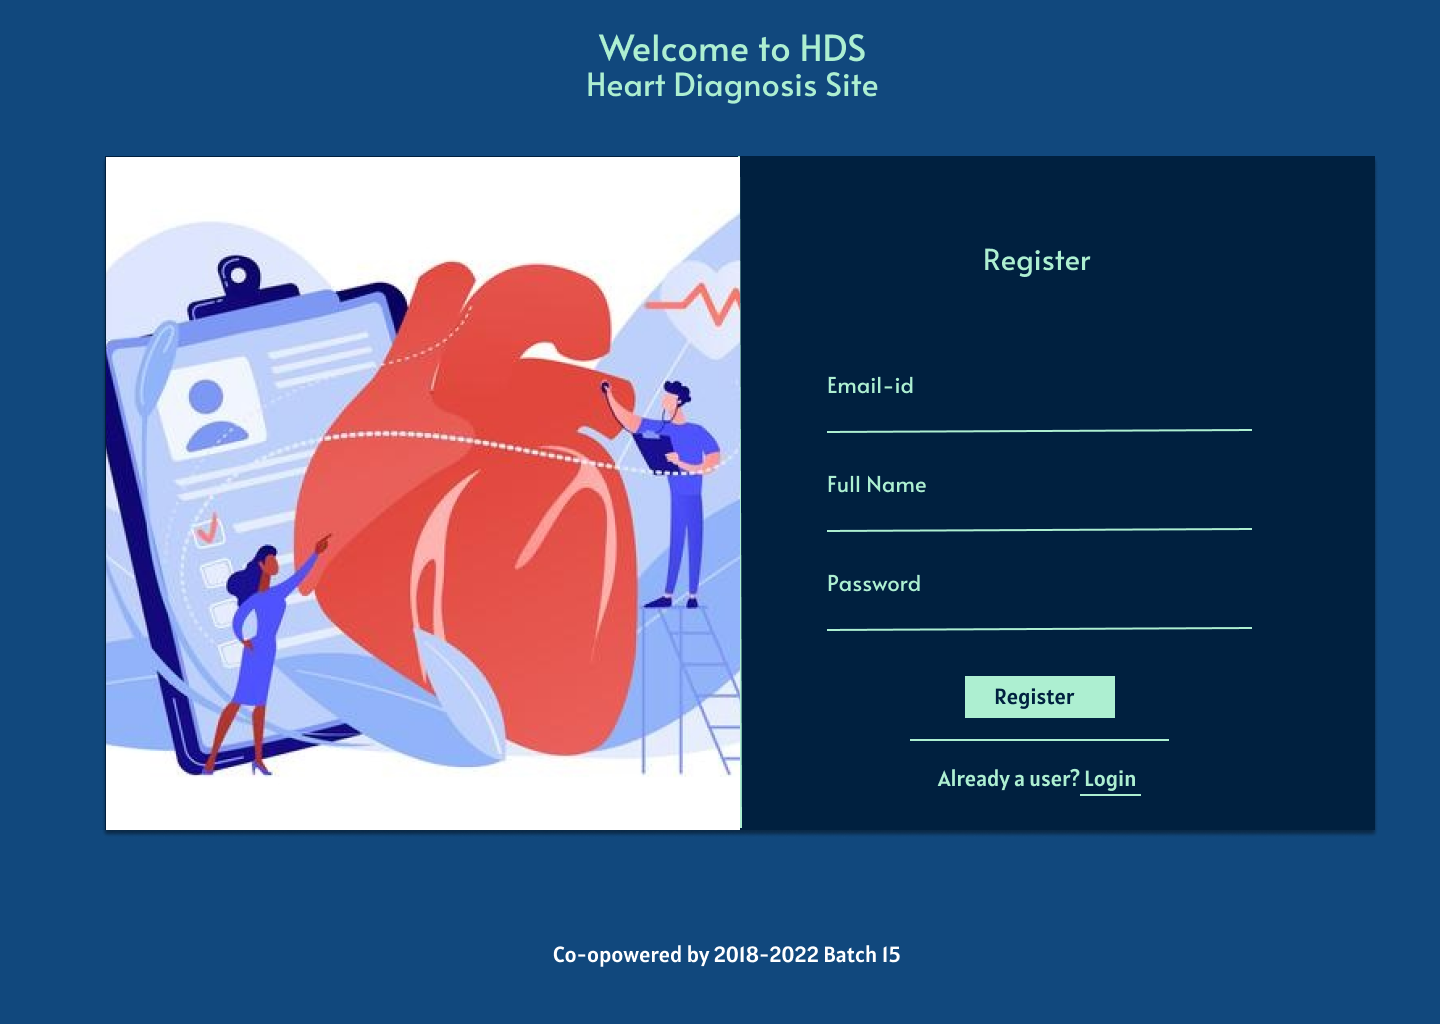 Welcome to HDS
Heart Diagnosis Site
Register
Email-id
Full Name
Password
Register
Already a user? Login
Co-opowered by 2018-2022 Batch 15